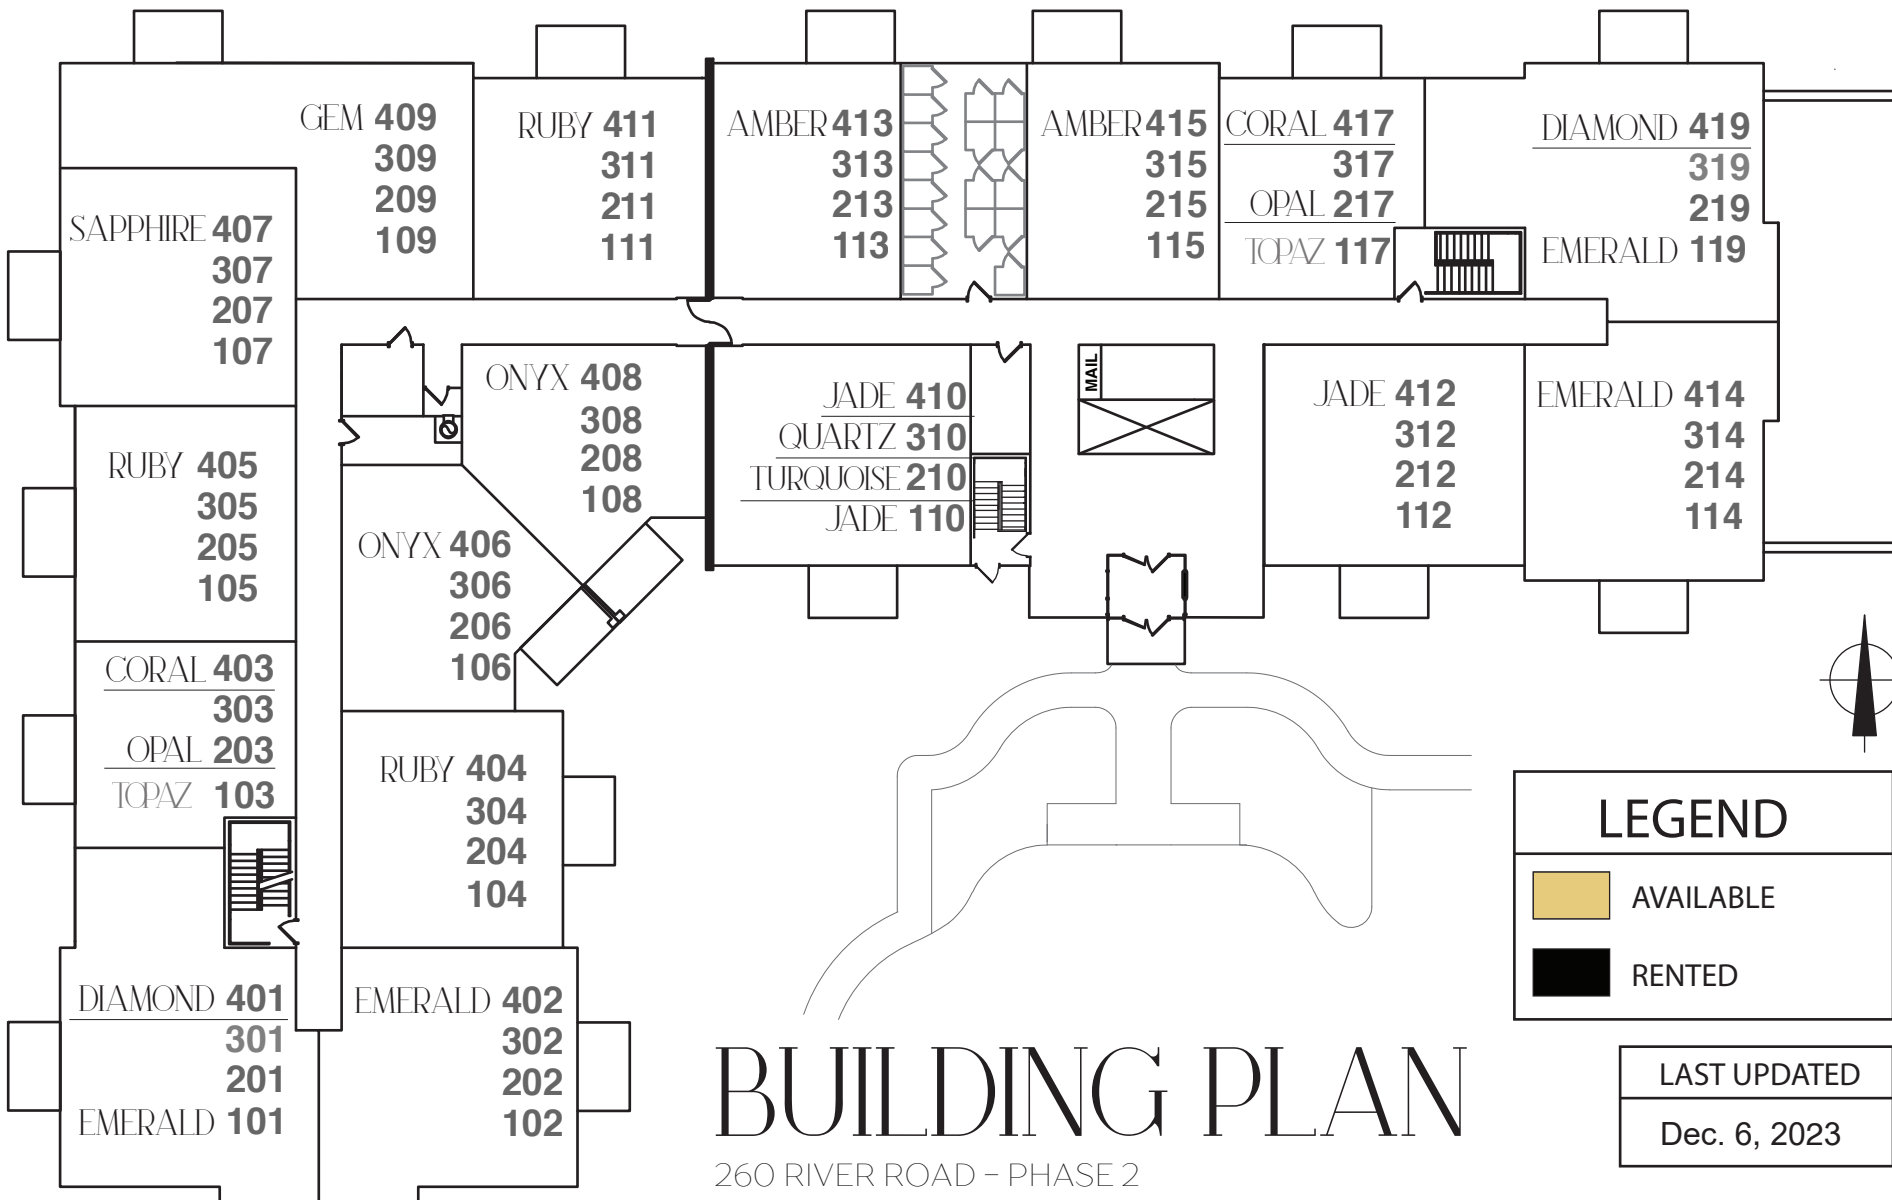 GEM 409
309
209
109
RUBY 411
311
211
111
AMBER 413
313
213
113
AMBER 415
315
215
115
CORAL 417
317
OPAL 217
TOPAZ 117
DIAMOND 419
319
219
EMERALD 119
SAPPHIRE 407
307
207
107
ONYX 408
308
208
108
JADE 410
QUARTZ 310
TURQUOISE 210
JADE 110
MAIL
JADE 412
312
212
112
EMERALD 414
314
214
114
RUBY 405
305
205
105
ONYX 406
306
206
106
CORAL 403
303
OPAL 203
TOPAZ 103
RUBY 404
304
204
104
DIAMOND 401
301
201
EMERALD 101
EMERALD 402
302
202
102
LEGEND
AVAILABLE
RENTED
BUILDING PLAN
260 RIVER ROAD – PHASE 2
LAST UPDATED
Dec. 6, 2023